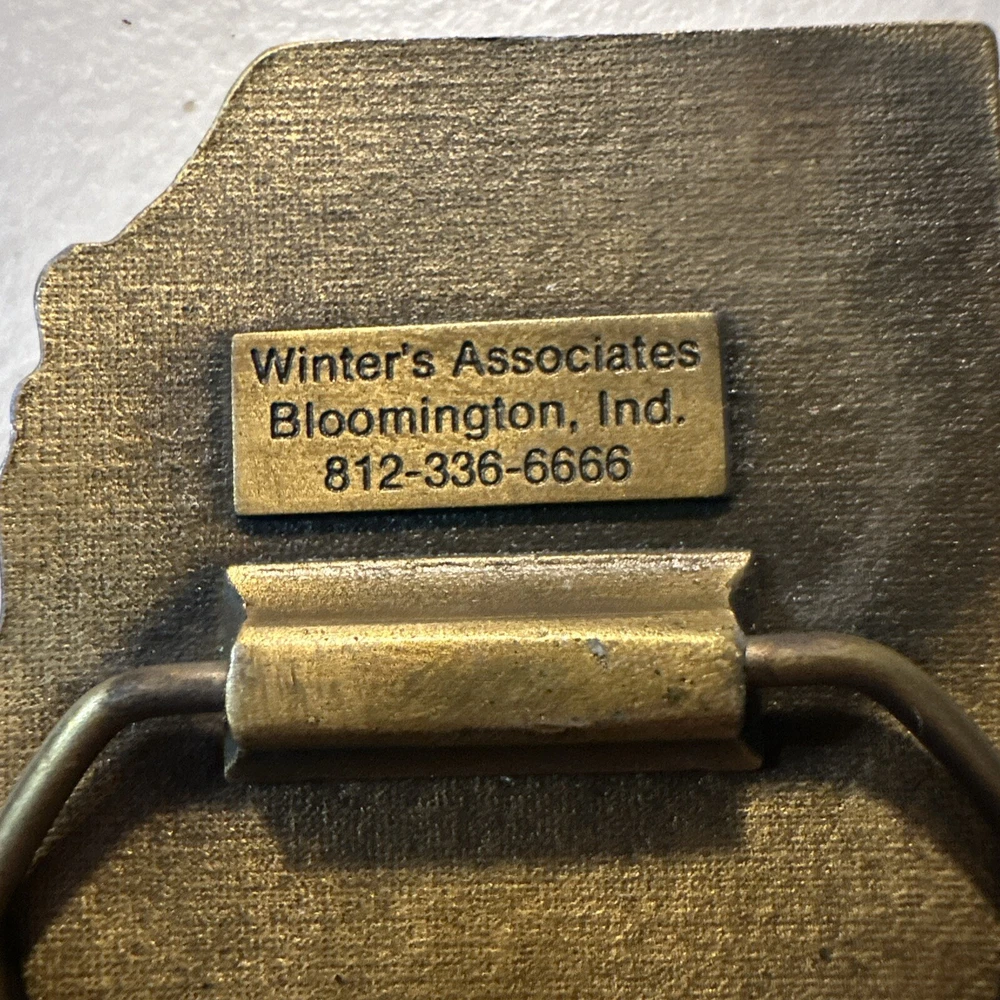 Winter's Associates
Bloomington, Ind.
812-336-6666